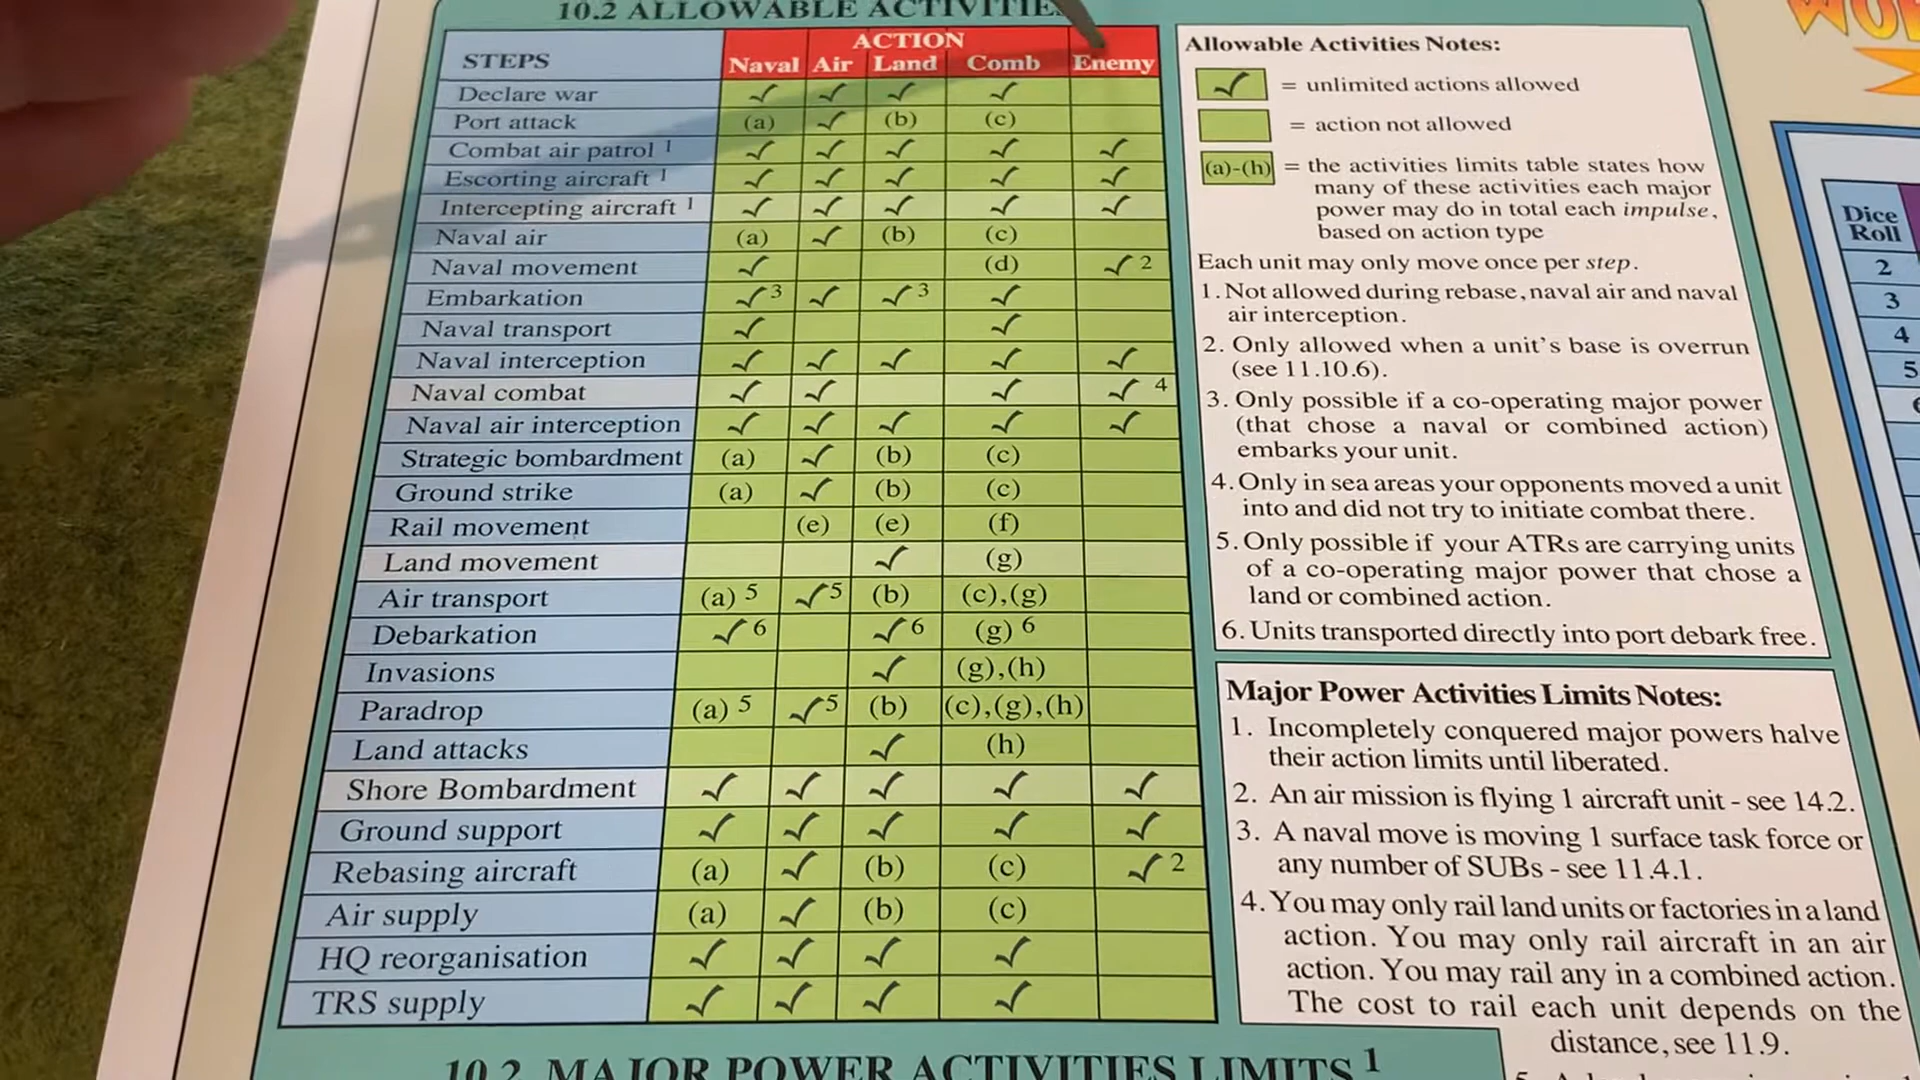 10.2 ALLOWABLE ACTIVITIE
STEPS ACTION
Naval Air Land Comb Enemy
Declare war ✓ ✓ ✓ ✓
Port attack (a) ✓ (b) (c)
Combat air patrol 1 ✓ ✓ ✓ ✓ ✓
Escorting aircraft 1 ✓ ✓ ✓ ✓ ✓
Intercepting aircraft 1 ✓ ✓ ✓ ✓ ✓
Naval air (a) ✓ (b) (c)
Naval movement ✓ (d) ✓ 2
Embarkation ✓ 3 ✓ ✓ 3 ✓
Naval transport ✓ ✓
Naval interception ✓ ✓ ✓ ✓ ✓
Naval combat ✓ ✓ ✓ ✓ 4
Naval air interception ✓ ✓ ✓ ✓ ✓
Strategic bombardment (a) ✓ (b) (c)
Ground strike (a) ✓ (b) (c)
Rail movement (e) (e) (f)
Land movement ✓ (g)
Air transport (a) 5 ✓ 5 (b) (c),(g)
Debarkation ✓ 6 ✓ 6 (g) 6
Invasions ✓ (g),(h)
Paradrop (a) 5 ✓ 5 (b) (c),(g),(h)
Land attacks ✓ (h)
Shore Bombardment ✓ ✓ ✓ ✓ ✓
Ground support ✓ ✓ ✓ ✓ ✓
Rebasing aircraft (a) ✓ (b) (c) ✓ 2
Air supply (a) ✓ (b) (c)
HQ reorganisation ✓ ✓ ✓ ✓
TRS supply ✓ ✓ ✓ ✓
10.2 MAJOR POWER ACTIVITIES LIMITS 1
Allowable Activities Notes:
✓ = unlimited actions allowed
= action not allowed
(a)-(h) = the activities limits table states how
many of these activities each major
power may do in total each impulse,
based on action type
Each unit may only move once per step.
1. Not allowed during rebase, naval air and naval
air interception.
2. Only allowed when a unit's base is overrun
(see 11.10.6).
3. Only possible if a co-operating major power
(that chose a naval or combined action)
embarks your unit.
4. Only in sea areas your opponents moved a unit
into and did not try to initiate combat there.
5. Only possible if your ATRs are carrying units
of a co-operating major power that chose a
land or combined action.
6. Units transported directly into port debark free.
Major Power Activities Limits Notes:
1. Incompletely conquered major powers halve
their action limits until liberated.
2. An air mission is flying 1 aircraft unit - see 14.2.
3. A naval move is moving 1 surface task force or
any number of SUBs - see 11.4.1.
4. You may only rail land units or factories in a land
action. You may only rail aircraft in an air
action. You may rail any in a combined action.
The cost to rail each unit depends on the
distance, see 11.9.
Dice
Roll
2
3
4
5